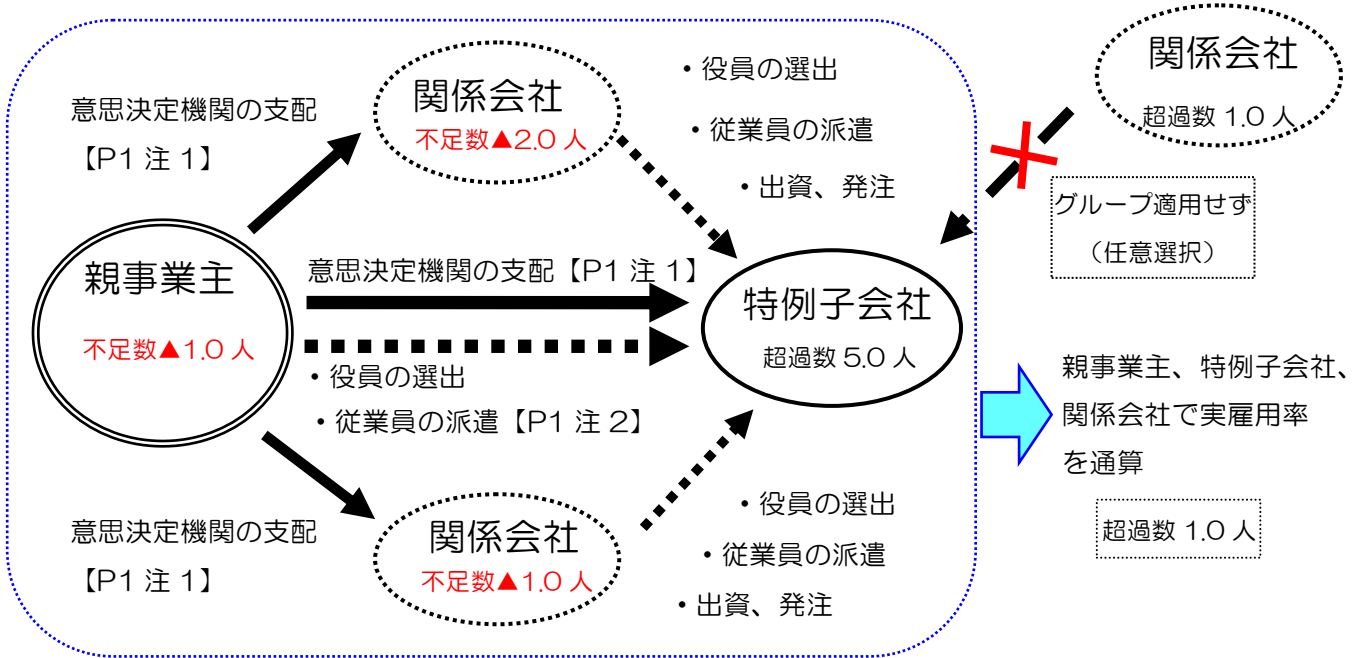 関係会社
超過数 1.0 人
グループ適用せず
（任意選択）
意思決定機関の支配
【P1 注 1】
関係会社
不足数▲2.0 人
・役員の選出
・従業員の派遣
・出資、発注
親事業主
不足数▲1.0 人
意思決定機関の支配【P1 注 1】
・役員の選出
・従業員の派遣【P1 注 2】
特例子会社
超過数 5.0 人
意思決定機関の支配
【P1 注 1】
関係会社
不足数▲1.0 人
・役員の選出
・従業員の派遣
・出資、発注
親事業主、特例子会社、
関係会社で実雇用率
を通算
超過数 1.0 人